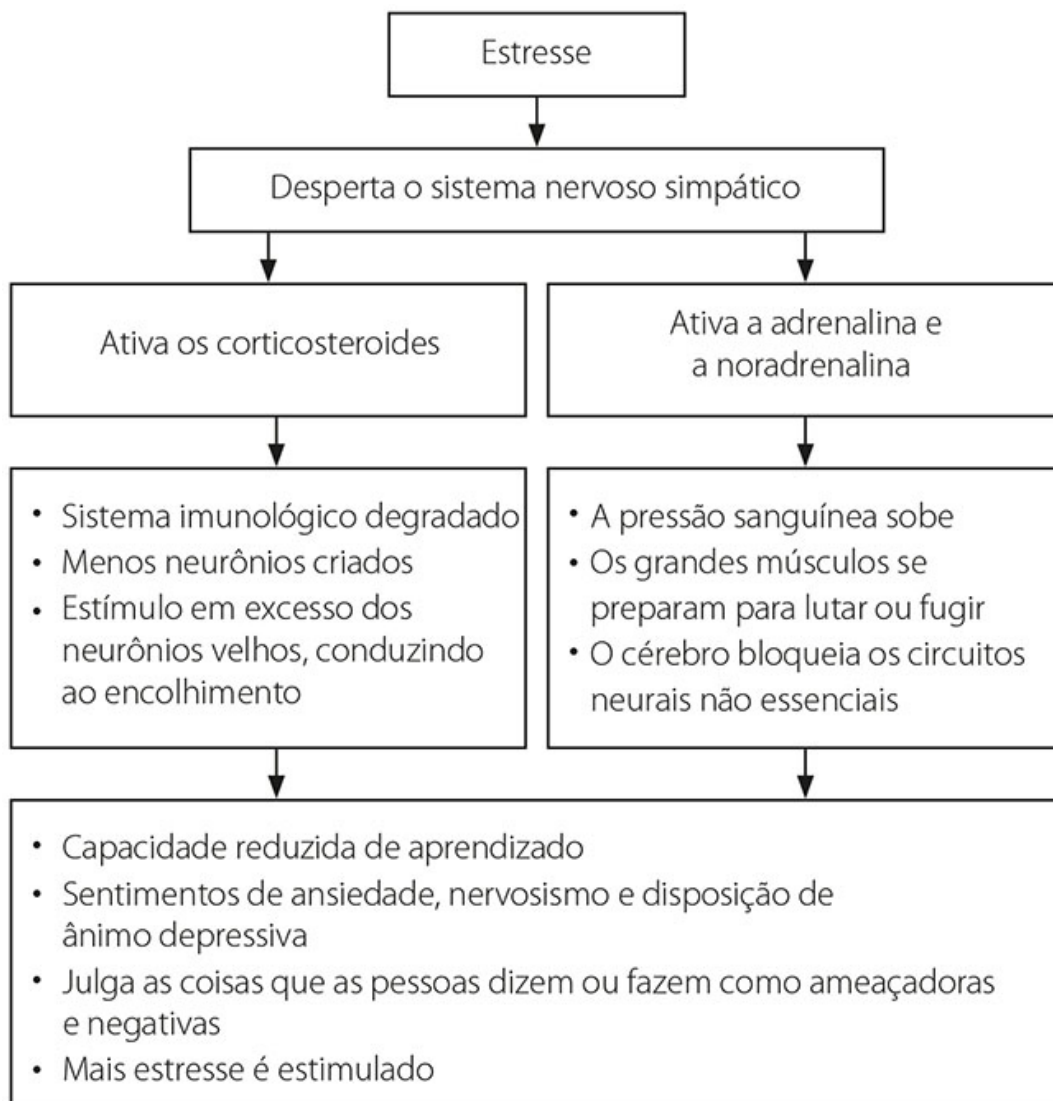 Estresse
Desperta o sistema nervoso simpático
Ativa os corticosteroides
Ativa a adrenalina e
a noradrenalina
• Sistema imunológico degradado
• Menos neurônios criados
• Estímulo em excesso dos
neurônios velhos, conduzindo
ao encolhimento
• A pressão sanguínea sobe
• Os grandes músculos se
preparam para lutar ou fugir
• O cérebro bloqueia os circuitos
neurais não essenciais
• Capacidade reduzida de aprendizado
• Sentimentos de ansiedade, nervosismo e disposição de
ânimo depressiva
• Julga as coisas que as pessoas dizem ou fazem como ameaçadoras
e negativas
• Mais estresse é estimulado